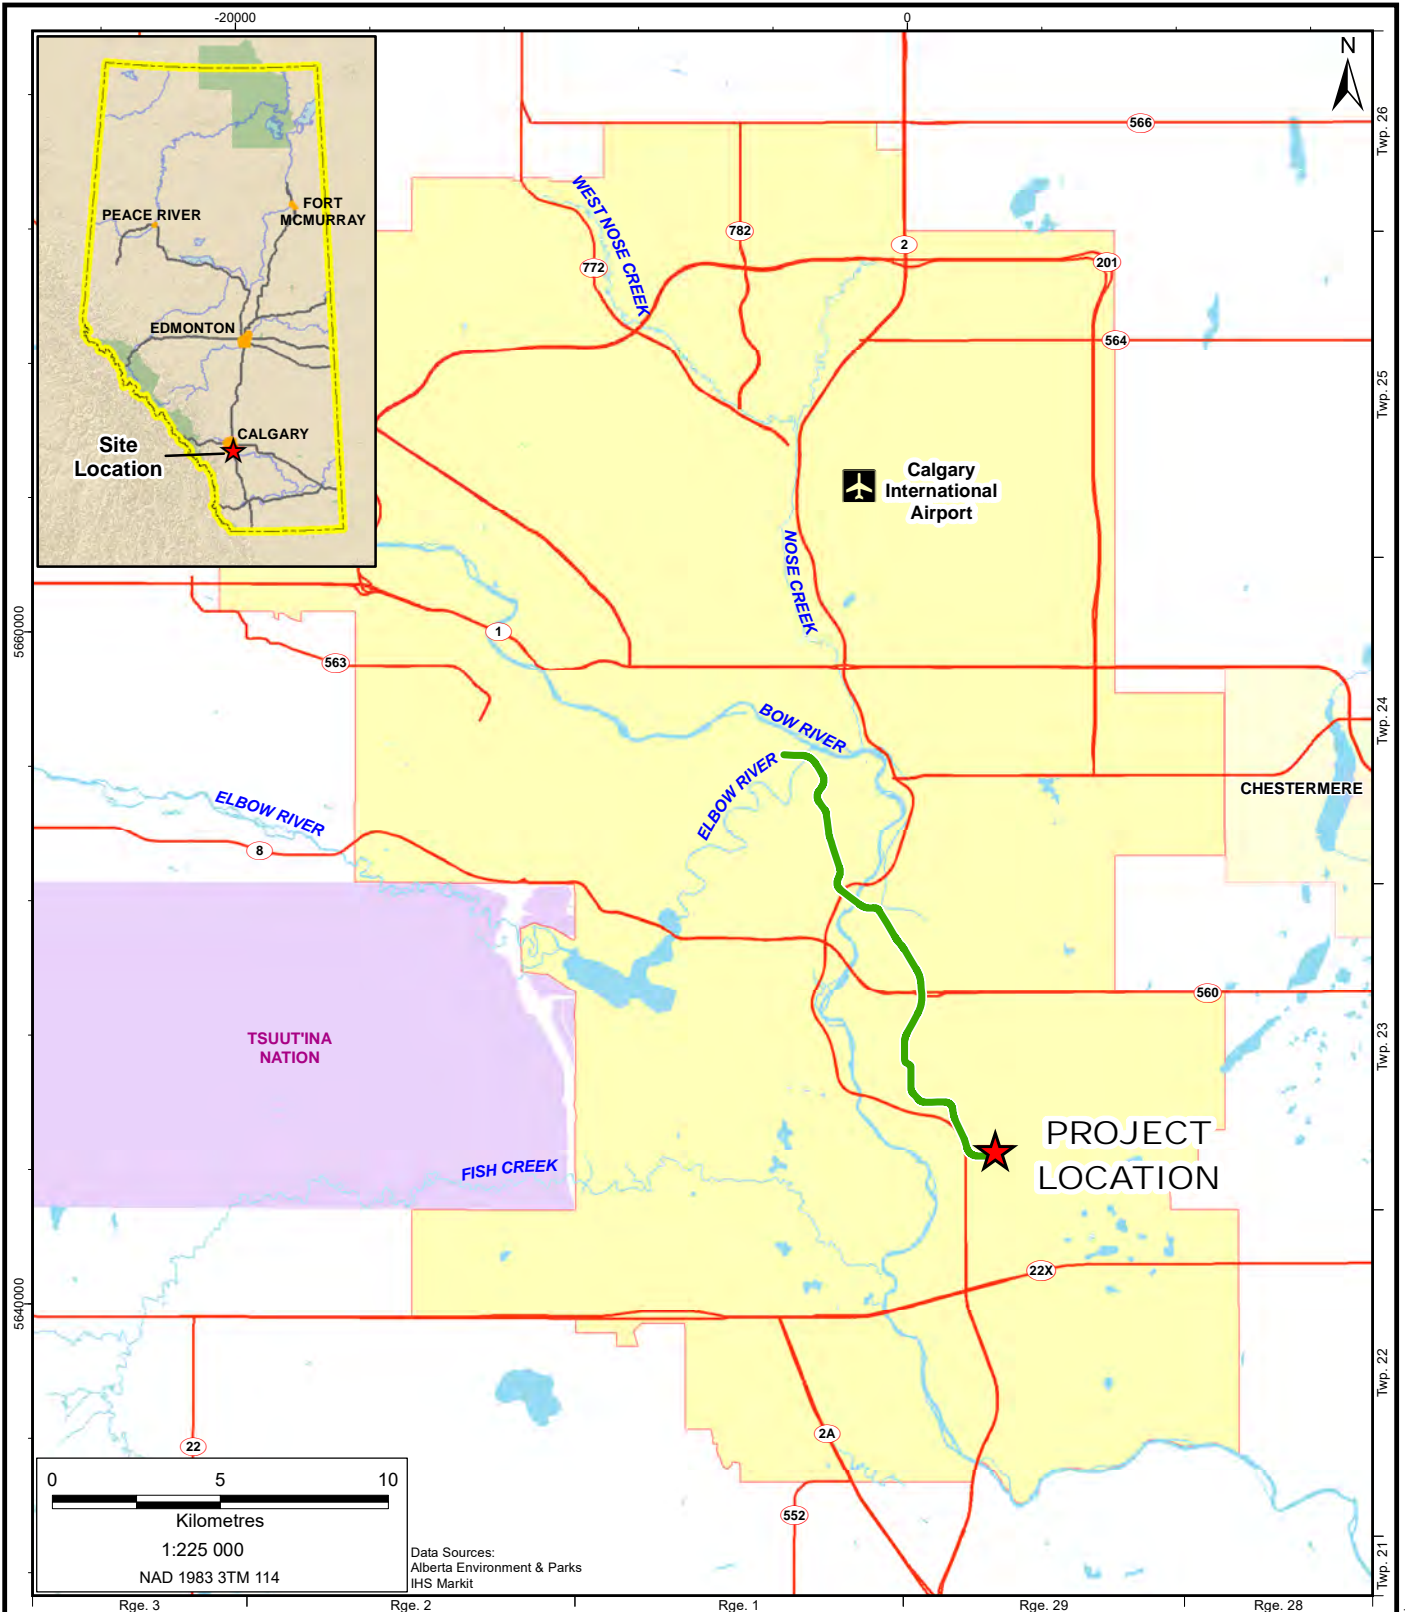 -20000
0
N
566
Twp. 26
WEST NOSE CREEK
782
2
772
201
564
PEACE RIVER
FORT
MCMURRAY
EDMONTON
CALGARY
Site
Location
Twp. 25
Calgary
International
Airport
NOSE CREEK
5660000
1
563
BOW RIVER
Twp. 24
ELBOW RIVER
ELBOW RIVER
CHESTERMERE
8
560
TSUUT'INA
NATION
Twp. 23
PROJECT
LOCATION
FISH CREEK
22X
5640000
Twp. 22
22
2A
0 5 10
Kilometres
1:225 000
NAD 1983 3TM 114
552
Data Sources:
Alberta Environment & Parks
IHS Markit
Twp. 21
Rge. 3
Rge. 2
Rge. 1
Rge. 29
Rge. 28